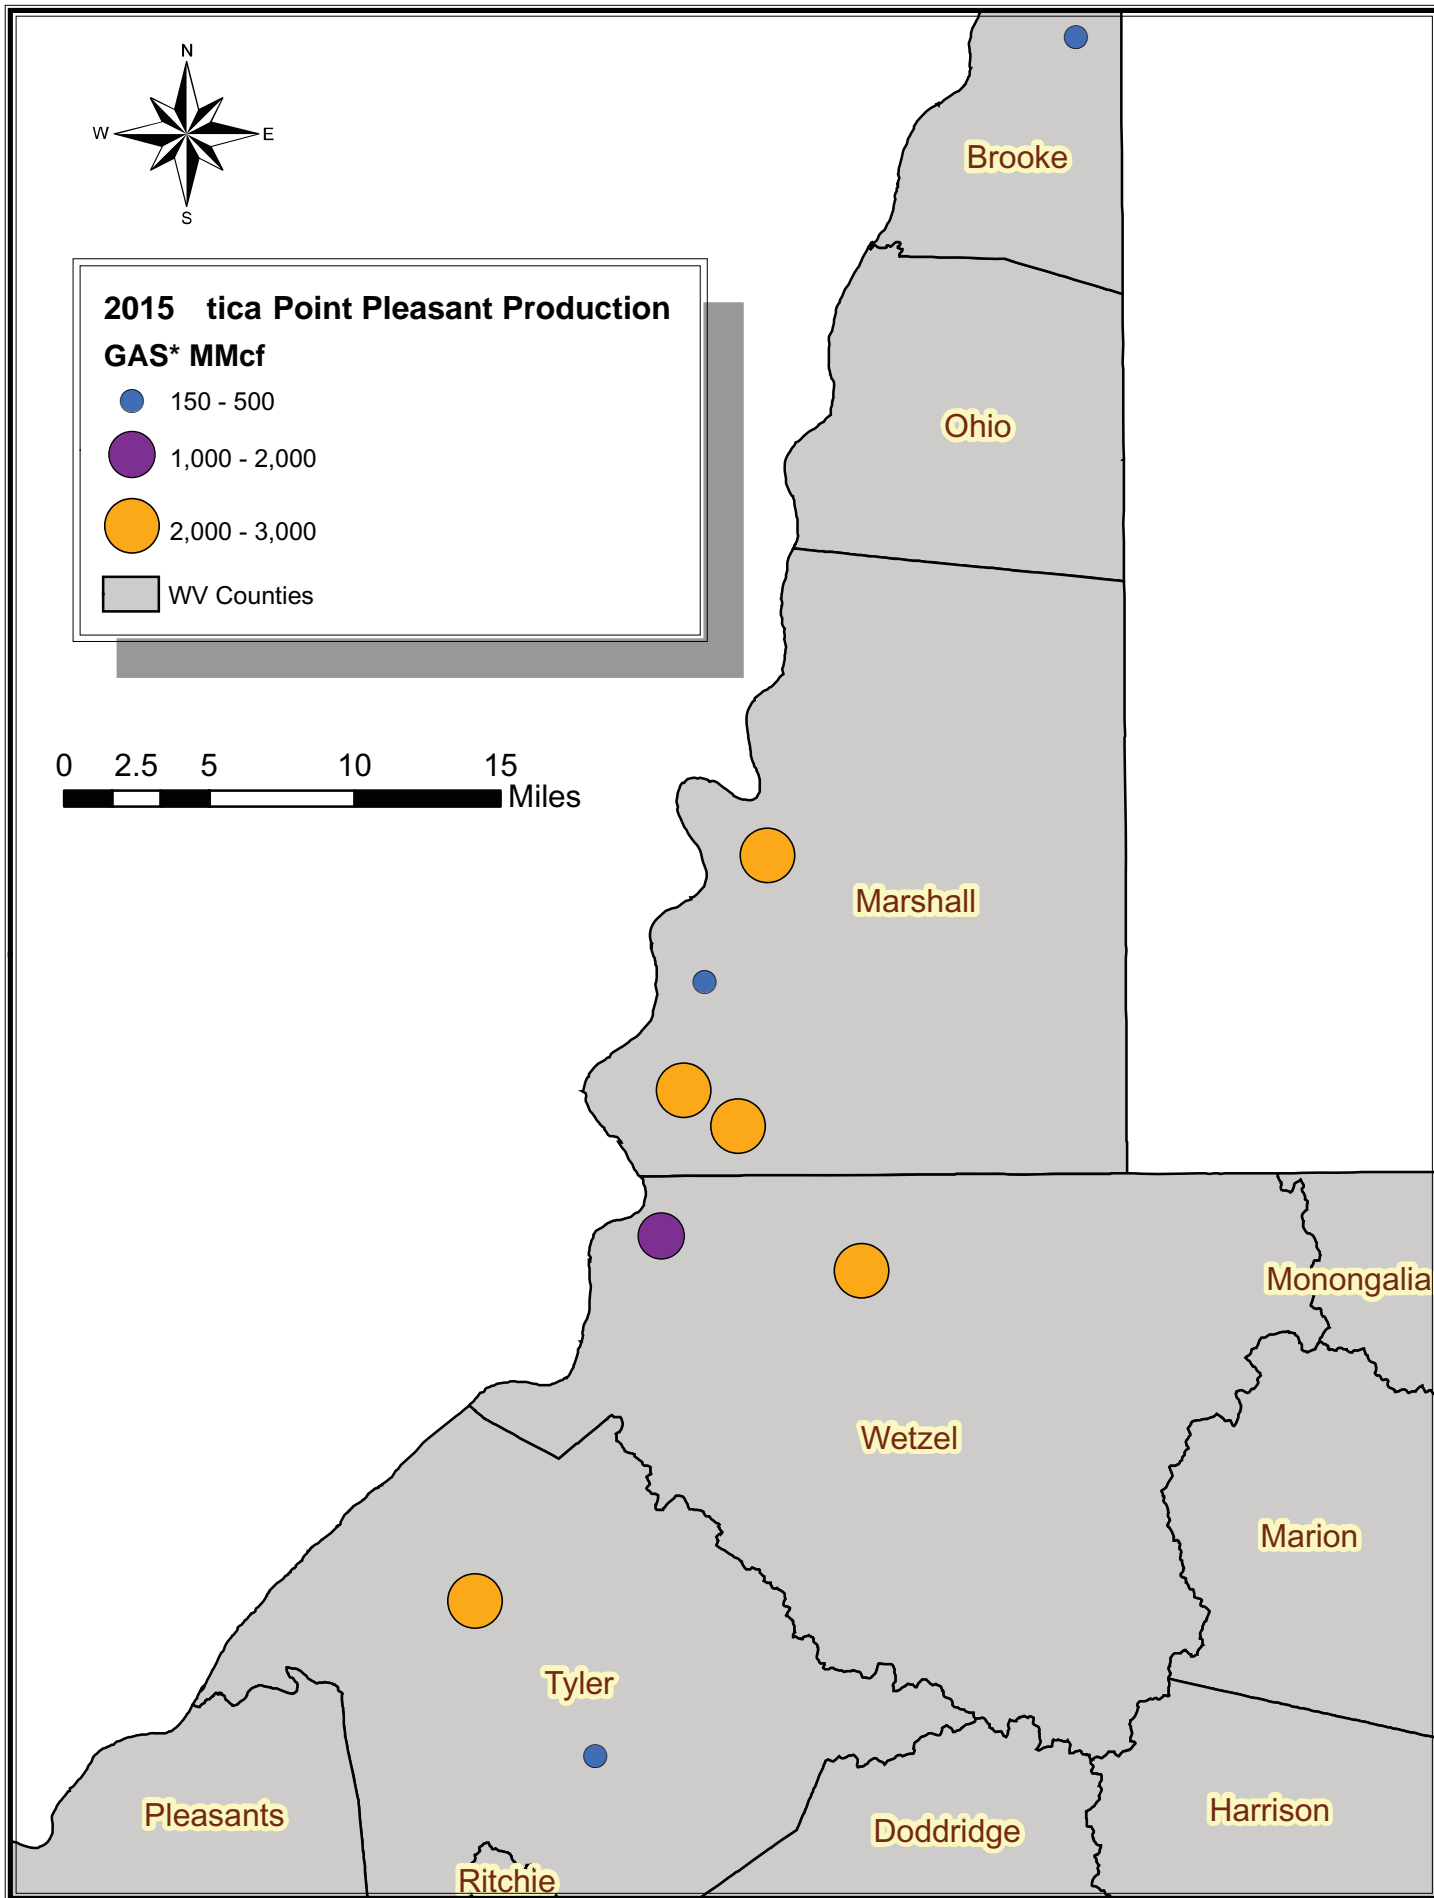 N
W E
S
Brooke
2015 tica Point Pleasant Production
GAS* MMcf
150 - 500
1,000 - 2,000
2,000 - 3,000
WV Counties
Ohio
0 2.5 5 10 15
Miles
Marshall
Monongalia
Wetzel
Marion
Tyler
Pleasants
Doddridge
Harrison
Ritchie